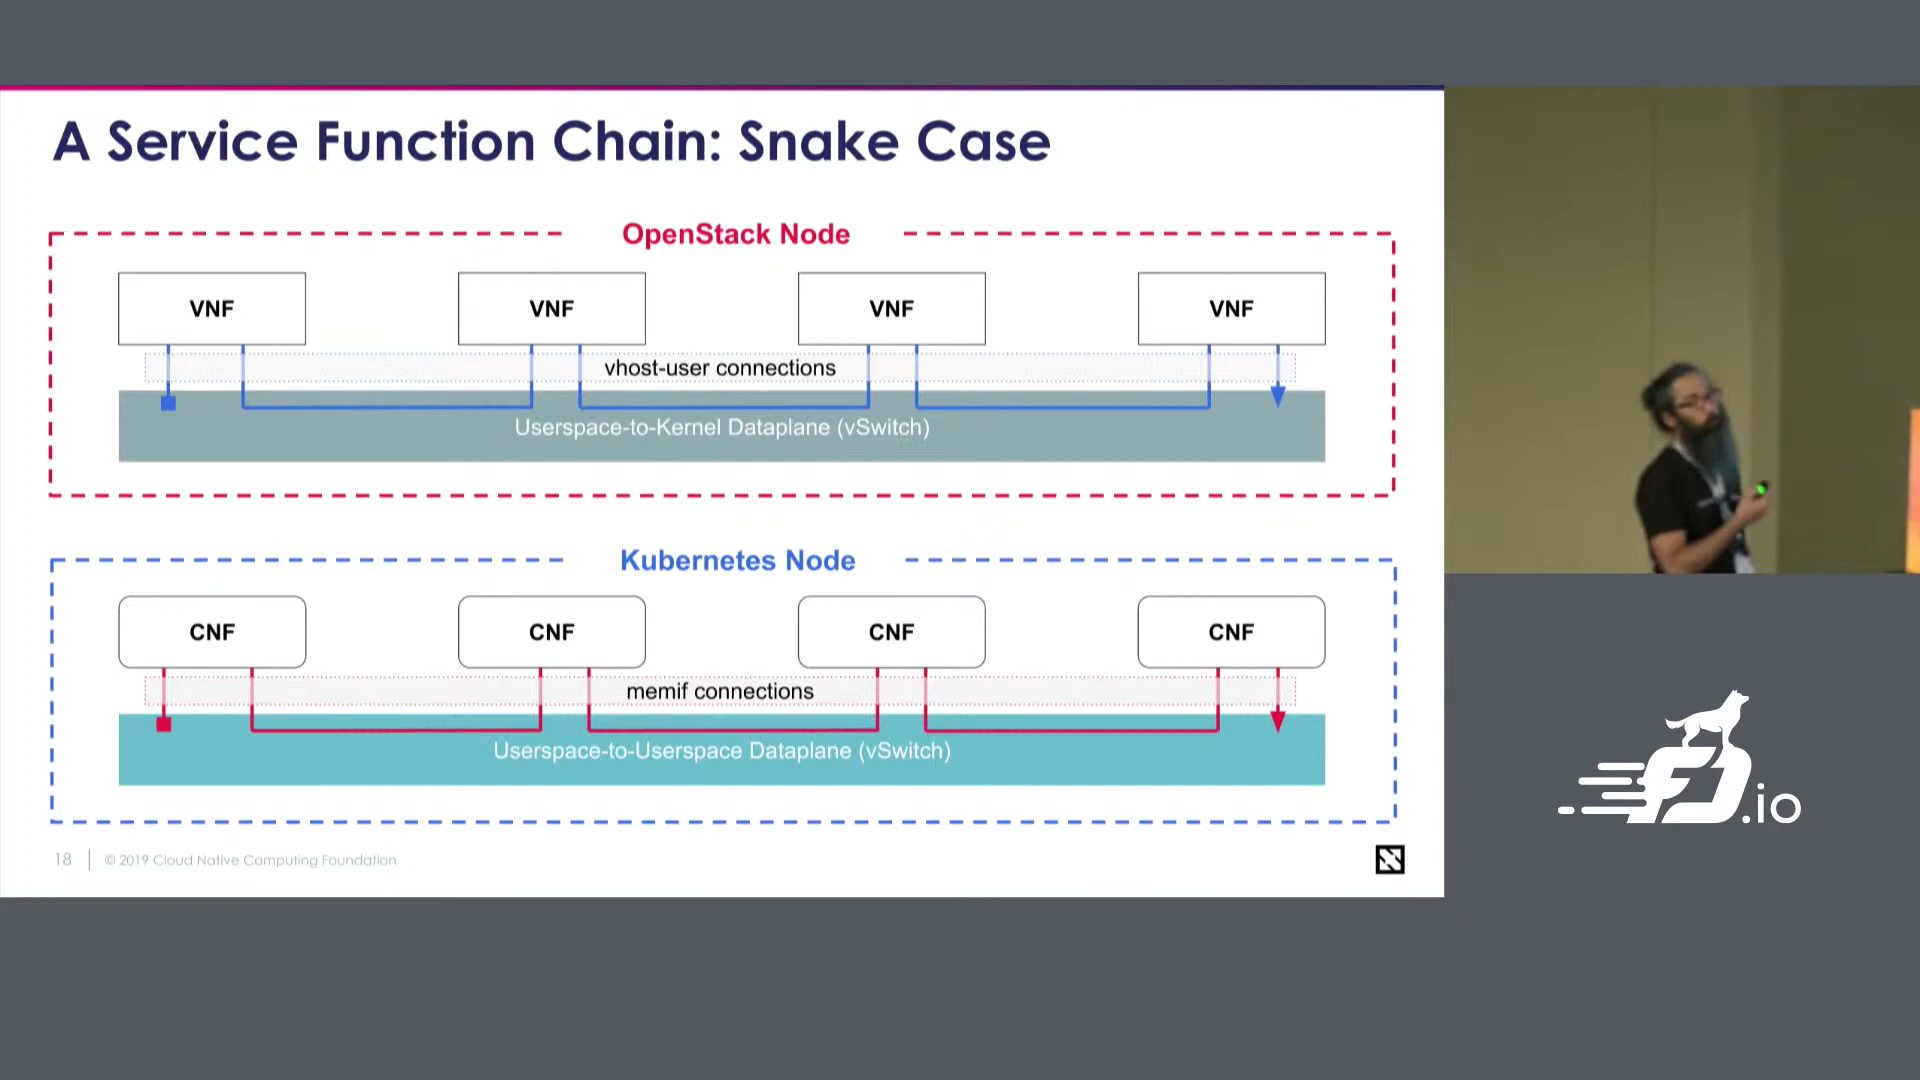 A Service Function Chain: Snake Case
OpenStack Node
VNF VNF VNF VNF
vhost-user connections
Userspace-to-Kernel Dataplane (vSwitch)
Kubernetes Node
CNF CNF CNF CNF
memif connections
Userspace-to-Userspace Dataplane (vSwitch)
18 © 2019 Cloud Native Computing Foundation
FD.io